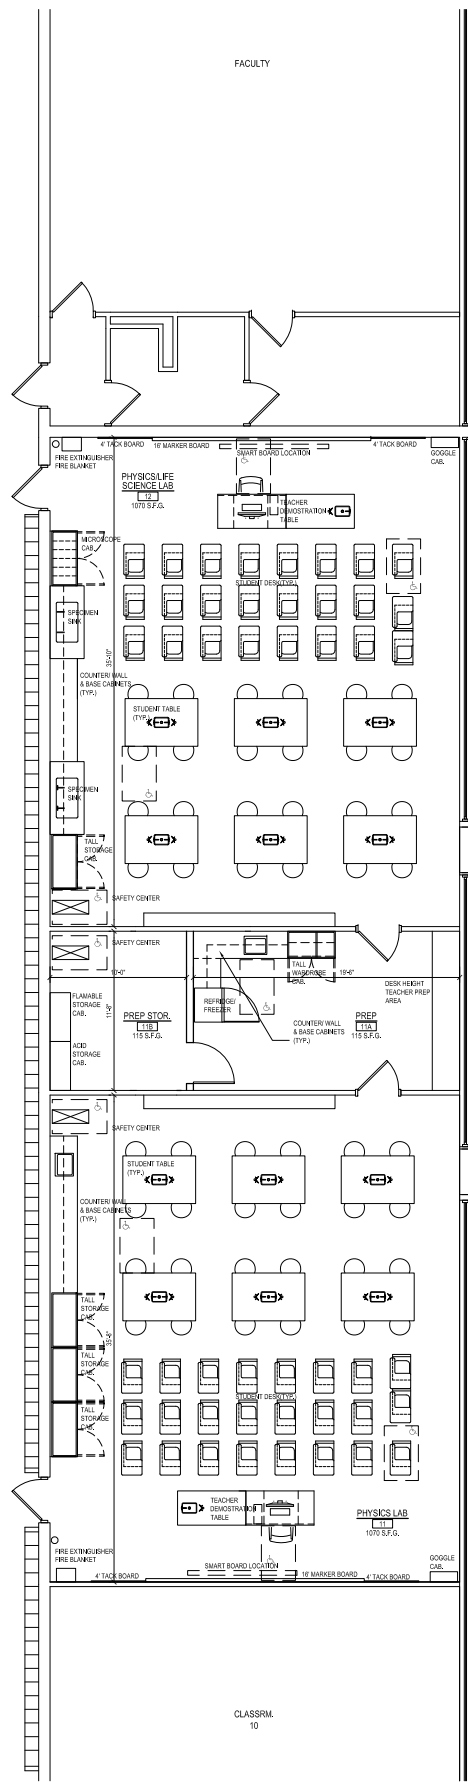 FACULTY
4' TACK BOARD
16' MARKER BOARD
SMART BOARD LOCATION
4' TACK BOARD
FIRE EXTINGUISHER
FIRE BLANKET
GOGGLE
CAB.
PHYSICS/LIFE
SCIENCE LAB
12
1070 S.F.G.
TEACHER
DEMOSTRATION
TABLE
MICROSCOPE
CAB.
STUDENT DESK(TYP.)
SPECIMEN
SINK
35'-10"
COUNTER/ WALL
& BASE CABINETS
(TYP.)
STUDENT TABLE
(TYP.)
SPECIMEN
SINK
TALL
STORAGE
CAB.
SAFETY CENTER
SAFETY CENTER
10'-0"
19'-6"
TALL
WARDROBE
CAB.
DESK HEIGHT
TEACHER PREP
AREA
FLAMABLE
STORAGE
CAB.
11'-8"
REFRIDGE/
FREEZER
PREP STOR.
11B
115 S.F.G.
COUNTER/ WALL
& BASE CABINETS
(TYP.)
PREP
11A
115 S.F.G.
ACID
STORAGE
CAB.
SAFETY CENTER
STUDENT TABLE
(TYP.)
COUNTER/ WALL
& BASE CABINETS
(TYP.)
TALL
STORAGE
CAB.
35'-8"
TALL
STORAGE
CAB.
STUDENT DESK(TYP.)
TALL
STORAGE
CAB.
TEACHER
DEMOSTRATION
TABLE
PHYSICS LAB
11
1070 S.F.G.
FIRE EXTINGUISHER
FIRE BLANKET
SMART BOARD LOCATION
GOGGLE
CAB.
4' TACK BOARD
16' MARKER BOARD
4' TACK BOARD
CLASSRM.
10